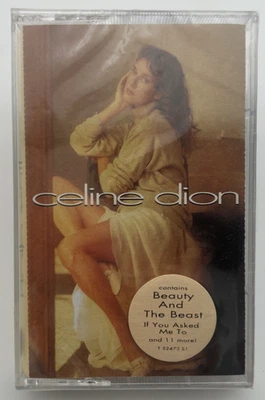 celine dion
contains
Beauty
And
The Beast
If You Asked
Me To
and 11 more!